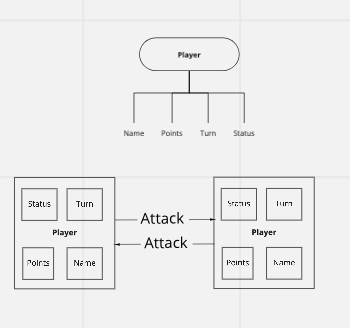 Player
Name Points Turn Status
Status Turn
Player
Points Name
Attack
Attack
Status Turn
Player
Points Name